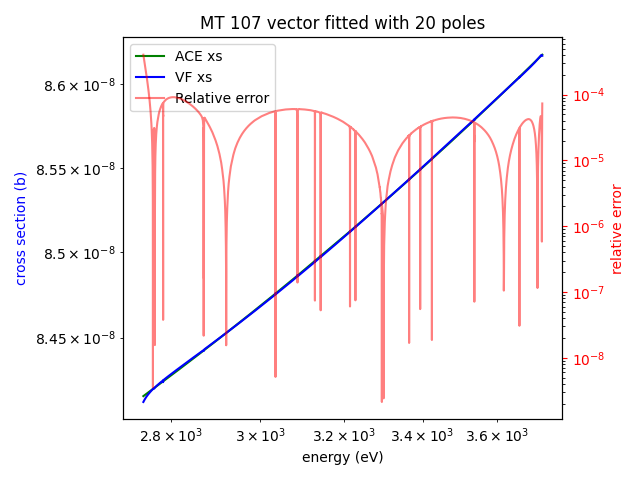 MT 107 vector fitted with 20 poles
ACE xs
VF xs
Relative error
cross section (b)
8.6 × 10⁻⁸
8.55 × 10⁻⁸
8.5 × 10⁻⁸
8.45 × 10⁻⁸
10⁻⁴
10⁻⁵
10⁻⁶
10⁻⁷
10⁻⁸
relative error
2.8 × 10³ 3 × 10³ 3.2 × 10³ 3.4 × 10³ 3.6 × 10³
energy (eV)